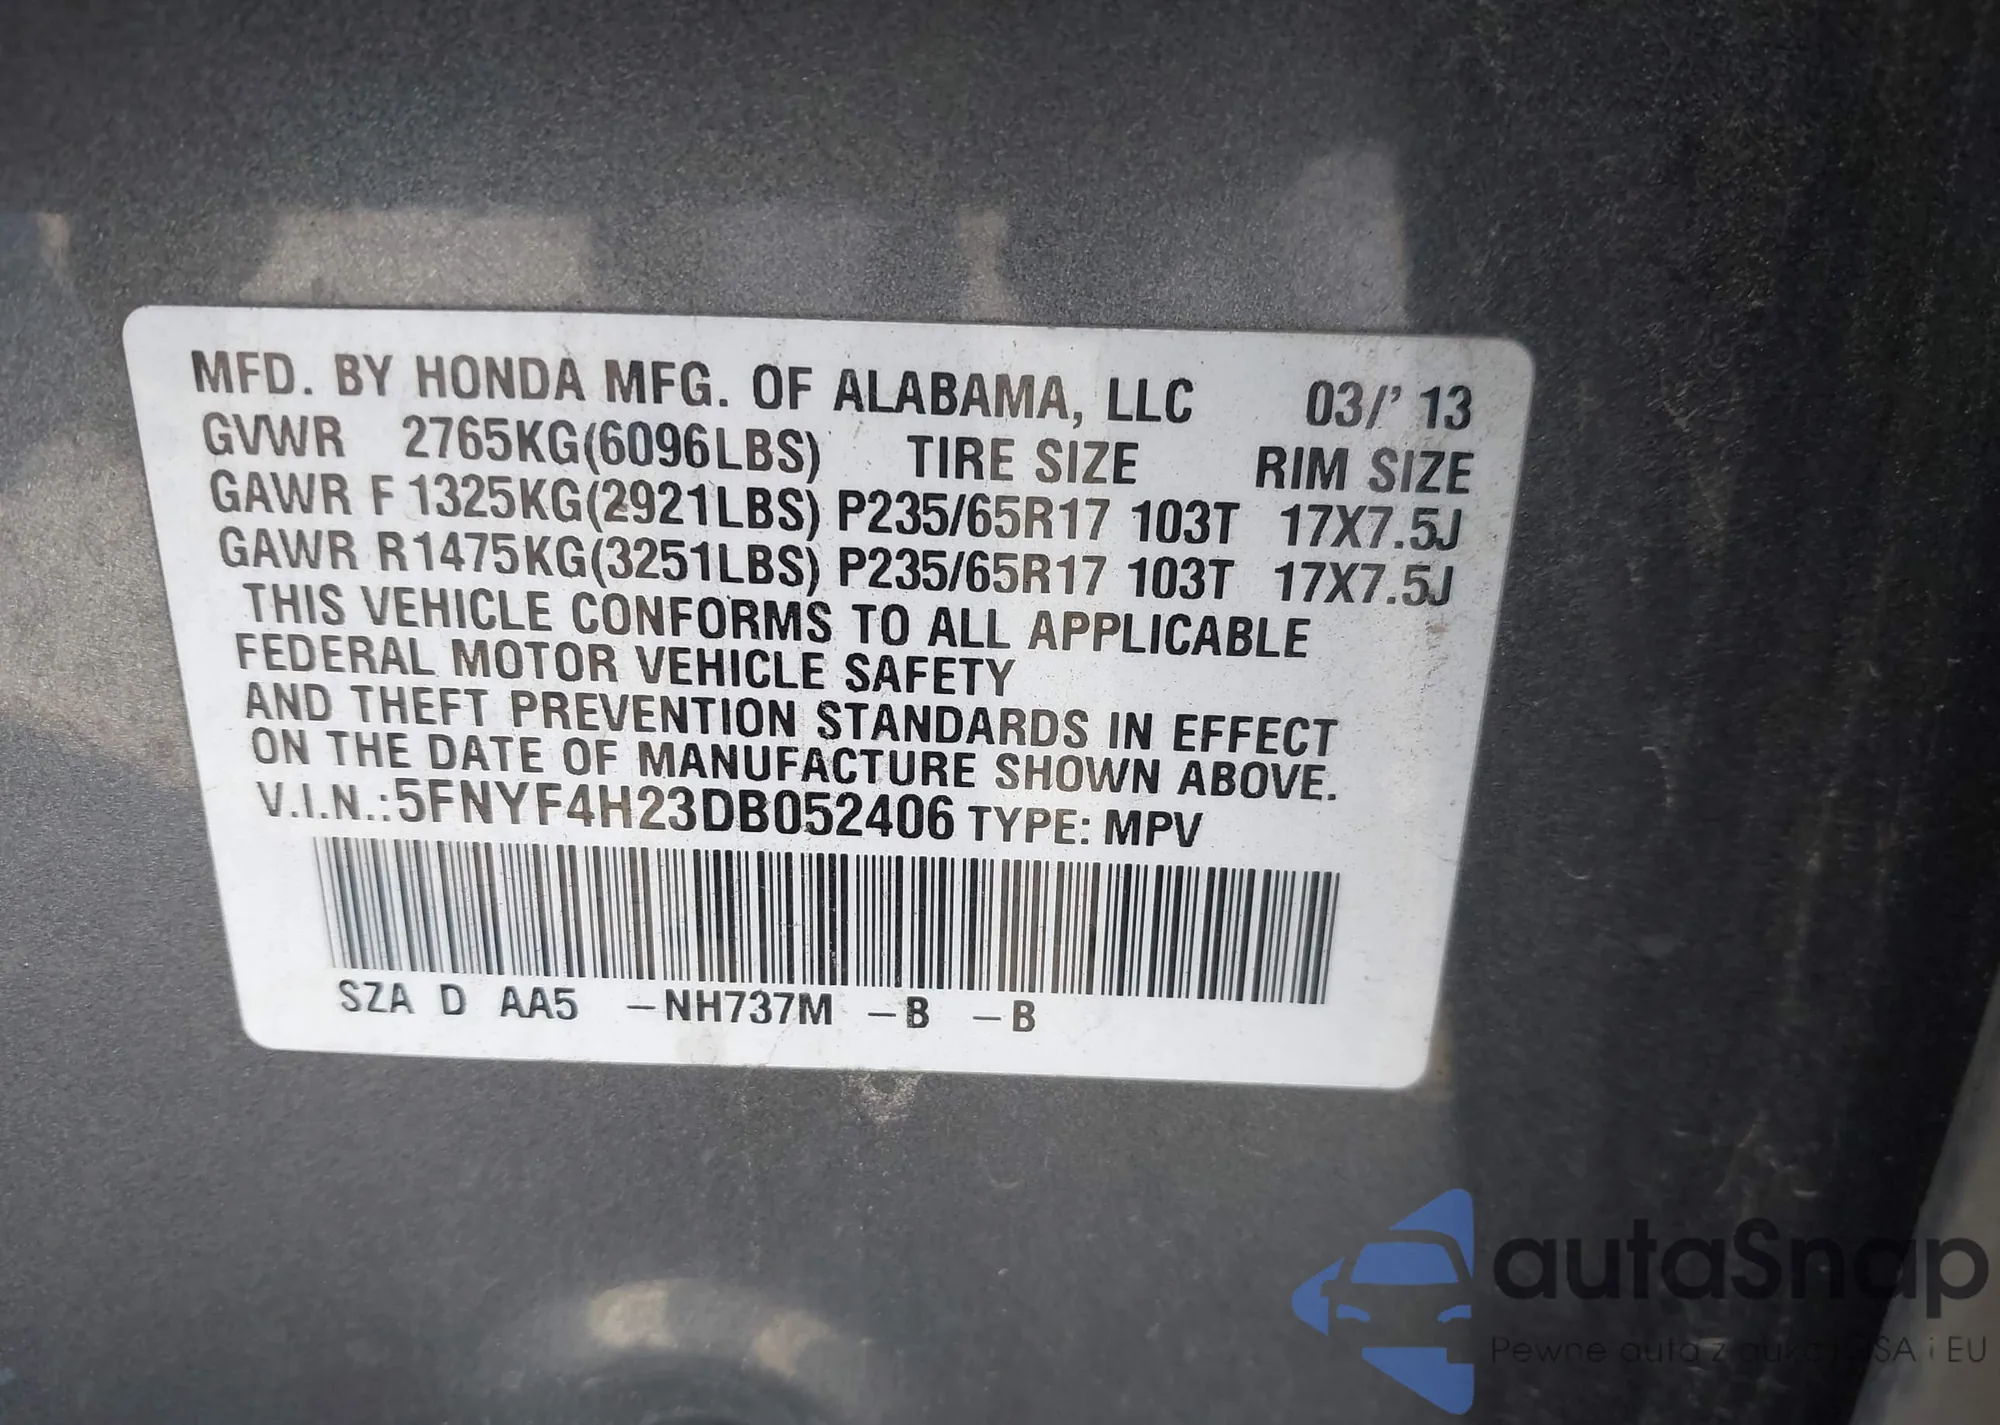 MFD. BY HONDA MFG. OF ALABAMA, LLC 03/' 13
GVWR 2765KG(6096LBS) TIRE SIZE RIM SIZE
GAWR F 1325KG(2921LBS) P235/65R17 103T 17X7.5J
GAWR R1475KG(3251LBS) P235/65R17 103T 17X7.5J
THIS VEHICLE CONFORMS TO ALL APPLICABLE
FEDERAL MOTOR VEHICLE SAFETY
AND THEFT PREVENTION STANDARDS IN EFFECT
ON THE DATE OF MANUFACTURE SHOWN ABOVE.
V.I.N.:5FNYF4H23DB052406 TYPE: MPV
SZA D AA5 -NH737M -B -B
autaSnap
Pewne auta z i EU